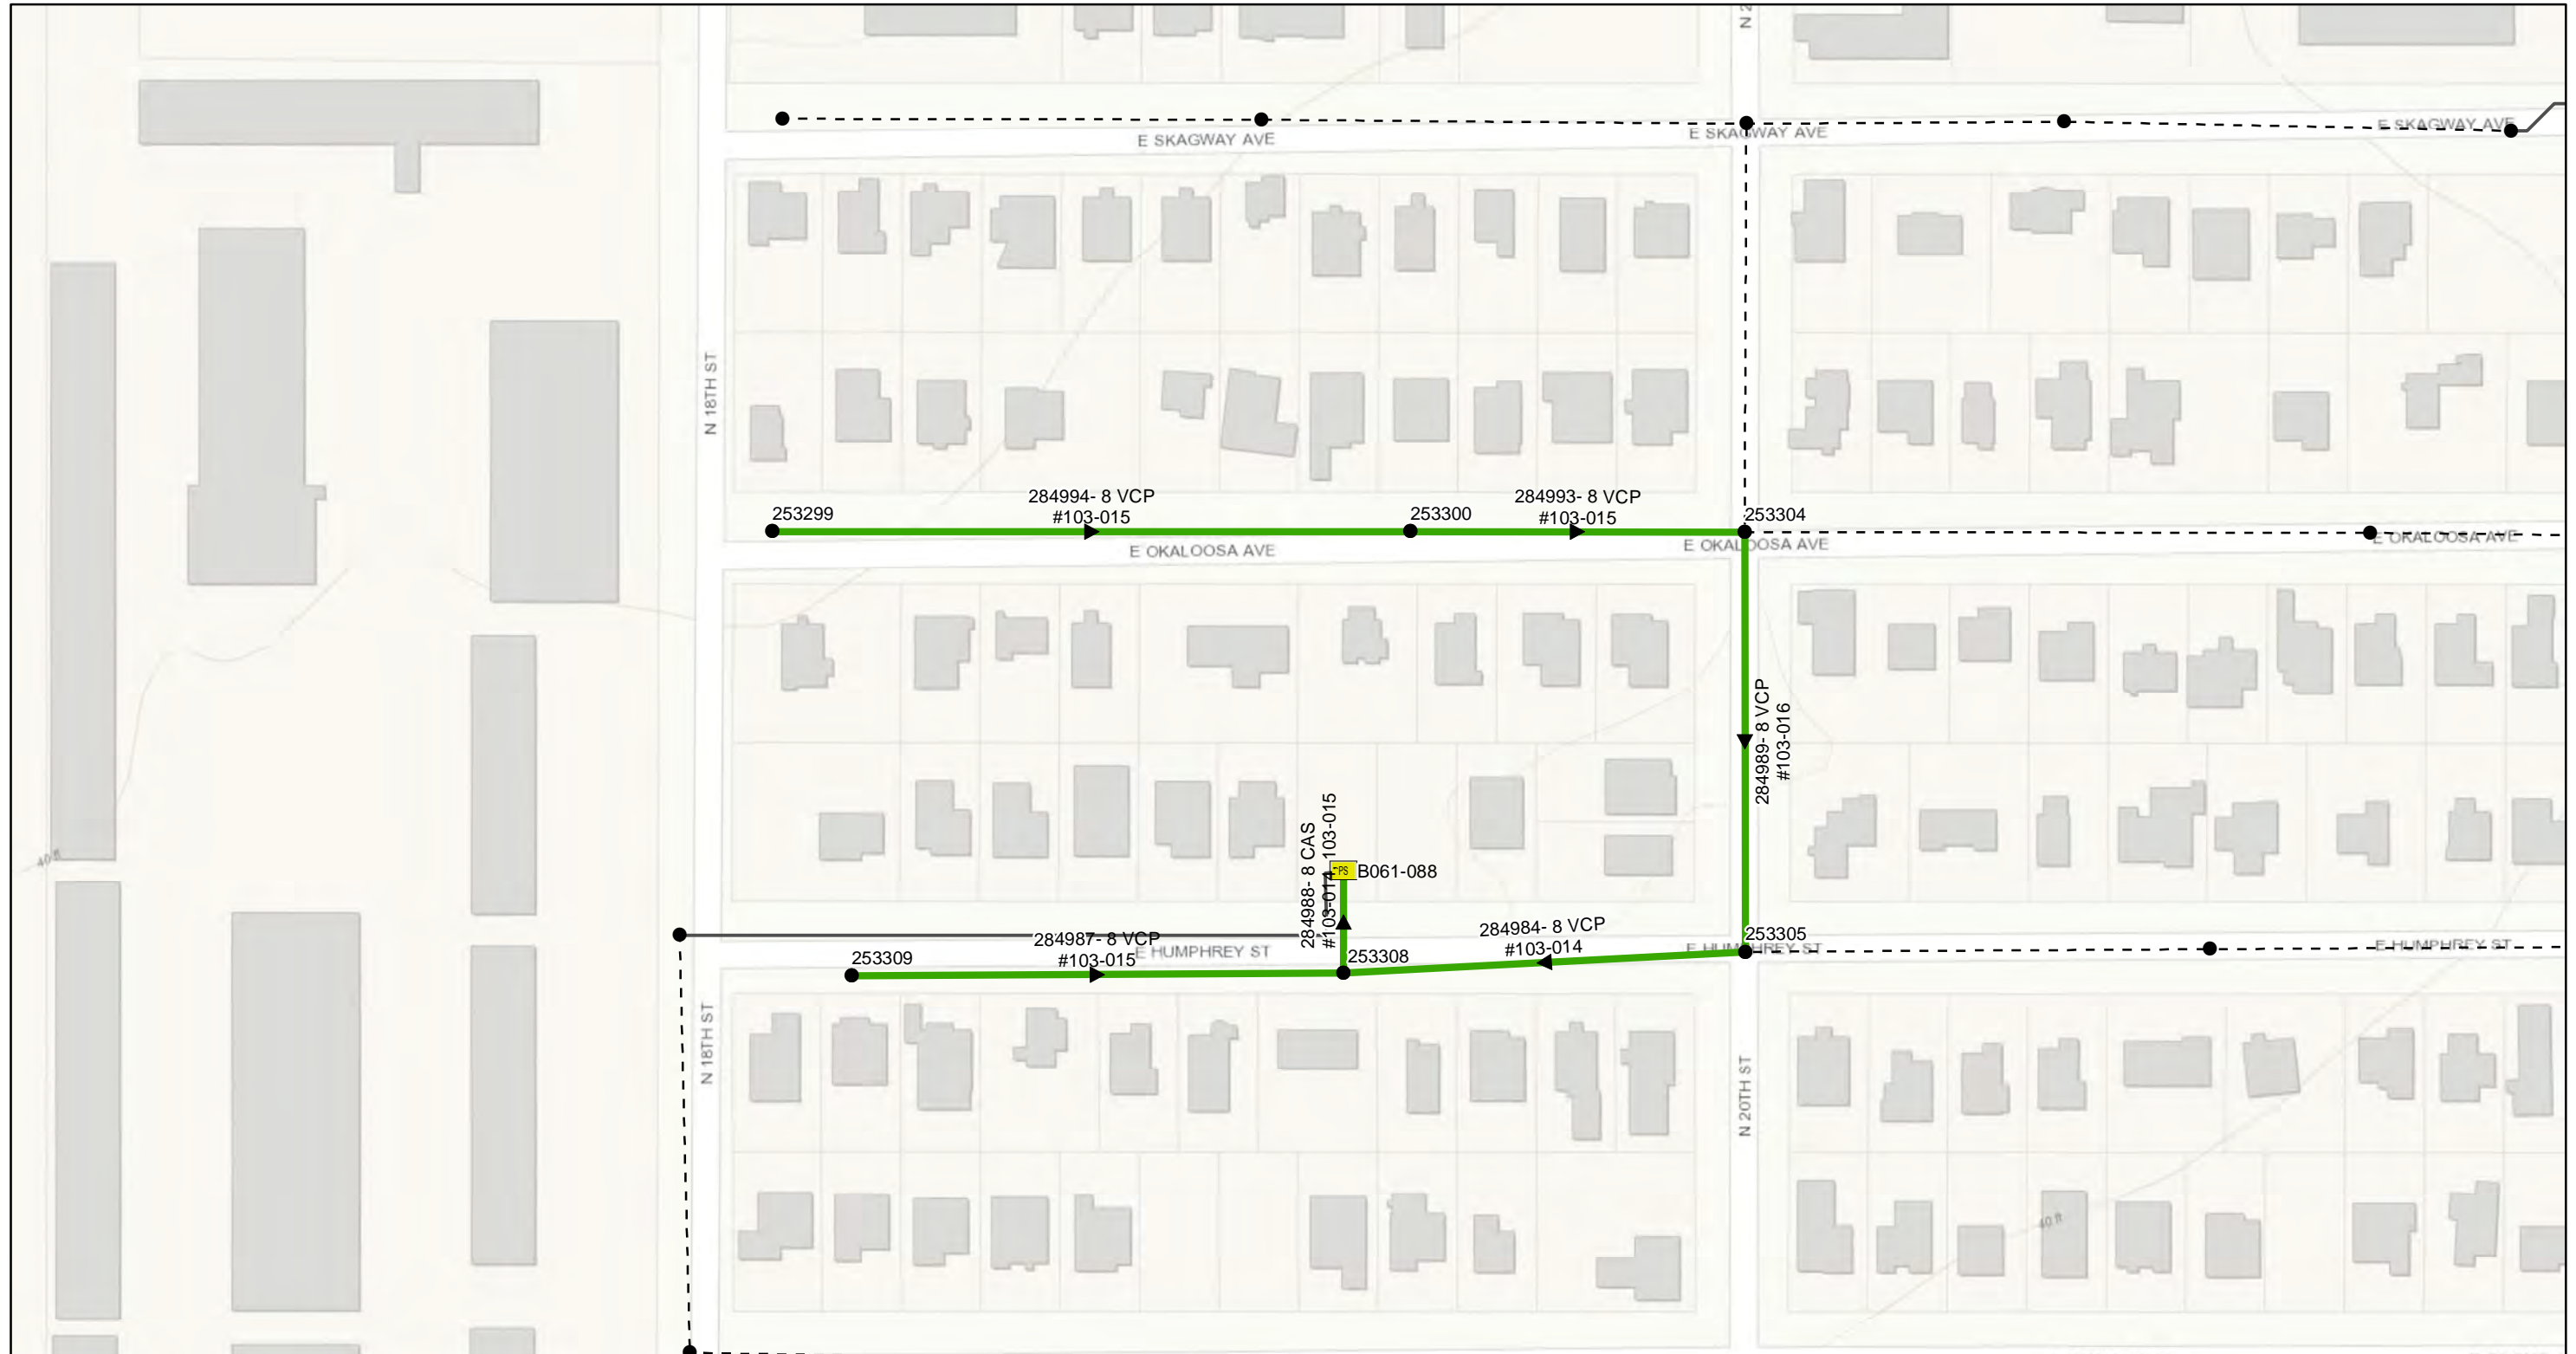 N 2
E SKAGWAY AVE
E SKAGWAY AVE
E SKAGWAY AVE
N 18TH ST
284994- 8 VCP
#103-015
284993- 8 VCP
#103-015
253299
253300
253304
E OKALOOSA AVE
E OKALOOSA AVE
E OKALOOSA AVE
284989- 8 VCP
#103-016
40 ft
284988- 8 CAS
#103-014 103-015
PS
B061-088
284987- 8 VCP
#103-015
284984- 8 VCP
#103-014
253305
E HUMPHREY ST
E HUMPHREY ST
E HUMPHREY ST
253309
253308
N 18TH ST
N 20TH ST
40 ft